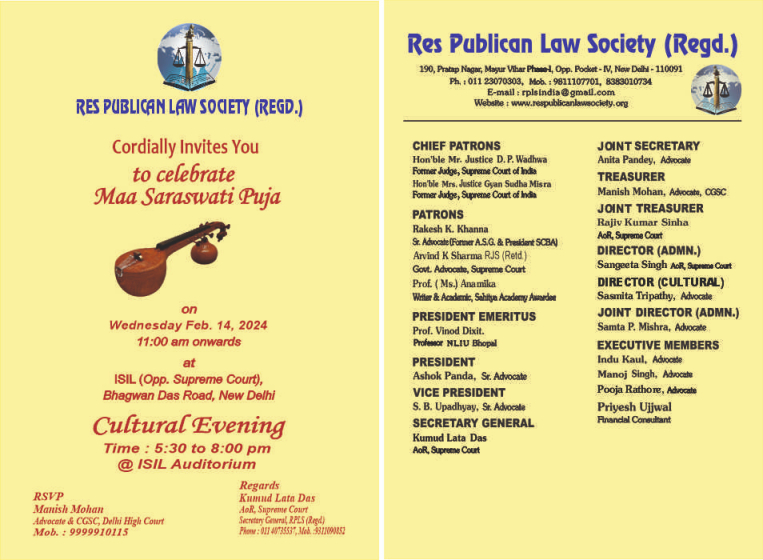 RES PUBLICAN LAW SOCIETY (REGD.)
Cordially Invites You
to celebrate
Maa Saraswati Puja
on
Wednesday Feb. 14, 2024
11:00 am onwards
at
ISIL (Opp. Supreme Court),
Bhagwan Das Road, New Delhi
Cultural Evening
Time : 5:30 to 8:00 pm
@ ISIL Auditorium
RSVP
Manish Mohan
Advocate & CGSC, Delhi High Court
Mob. : 9999910115
Regards
Kumud Lata Das
AoR, Supreme Court
Secretary General, RPLS (Regd.)
Phone : 011 40735537, Mob. :9311090852
Res Publican Law Society (Regd.)
190, Pratap Nagar, Mayur Vihar Phase-I, Opp. Pocket - IV, New Delhi - 110091
Ph. : 011 23070303, Mob. : 9811107701, 8383010734
E-mail : rplsindia@gmail.com
Website : www.respublicanlawsociety.org
CHIEF PATRONS
Hon'ble Mr. Justice D. P. Wadhwa
Former Judge, Supreme Court of India
Hon'ble Mrs. Justice Gyan Sudha Misra
Former Judge, Supreme Court of India
PATRONS
Rakesh K. Khanna
Sr. Advocate(Former A.S.G. & President SCBA)
Arvind K Sharma RJS (Retd.)
Govt. Advocate, Supreme Court
Prof. ( Ms.) Anamika
Writer & Academic, Sahitya Academy Awardee
PRESIDENT EMERITUS
Prof. Vinod Dixit.
Professor NLIU Bhopal
PRESIDENT
Ashok Panda, Sr. Advocate
VICE PRESIDENT
S. B. Upadhyay, Sr. Advocate
SECRETARY GENERAL
Kumud Lata Das
AoR, Supreme Court
JOINT SECRETARY
Anita Pandey, Advocate
TREASURER
Manish Mohan, Advocate, CGSC
JOINT TREASURER
Rajiv Kumar Sinha
AoR, Supreme Court
DIRECTOR (ADMN.)
Sangeeta Singh AoR, Supreme Court
DIRECTOR (CULTURAL)
Sasmita Tripathy, Advocate
JOINT DIRECTOR (ADMN.)
Samta P. Mishra, Advocate
EXECUTIVE MEMBERS
Indu Kaul, Advocate
Manoj Singh, Advocate
Pooja Rathore, Advocate
Priyesh Ujjwal
Financial Consultant